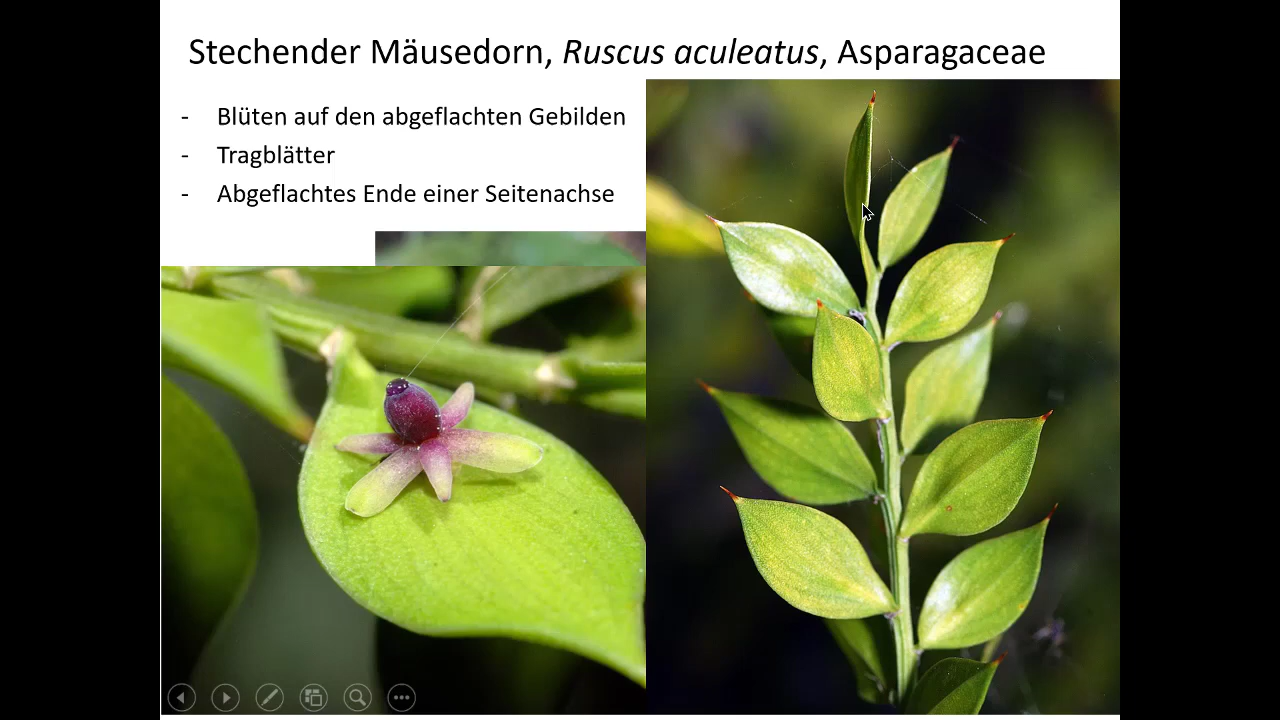 Stechender Mäusedorn, Ruscus aculeatus, Asparagaceae
- Blüten auf den abgeflachten Gebilden
- Tragblätter
- Abgeflachtes Ende einer Seitenachse